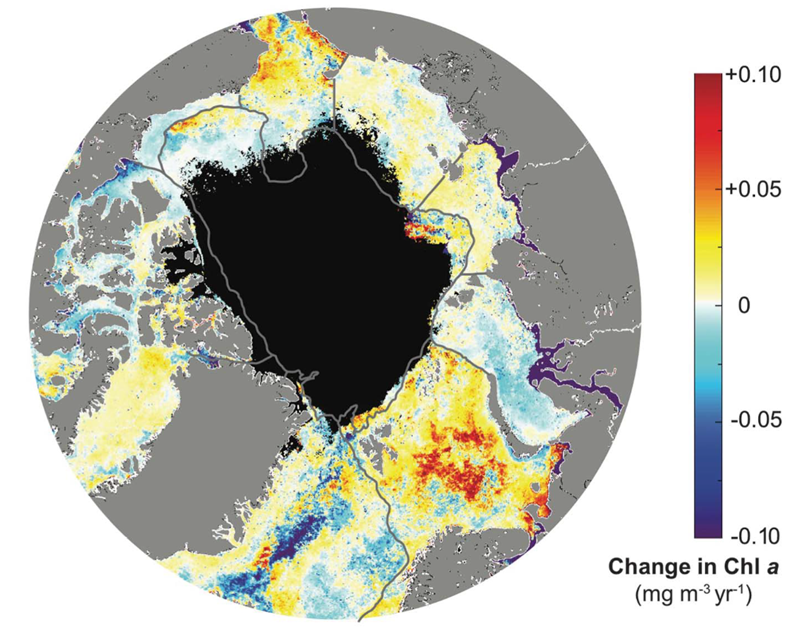 +0.10
+0.05
0
-0.05
-0.10
Change in Chl a
(mg m-3 yr-1)